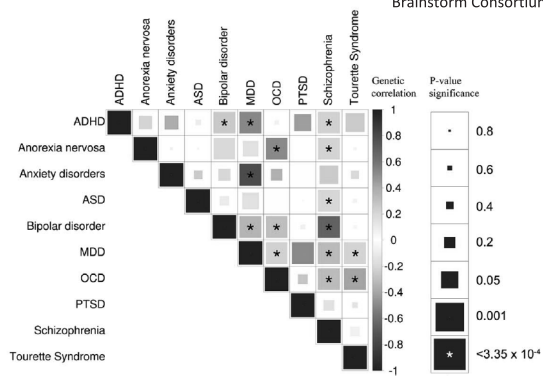 Brainstorm Consortium
ADHD
Anorexia nervosa
Anxiety disorders
ASD
Bipolar disorder
MDD
OCD
PTSD
Schizophrenia
Tourette Syndrome
Genetic correlation
P-value significance
ADHD
Anorexia nervosa
Anxiety disorders
ASD
Bipolar disorder
MDD
OCD
PTSD
Schizophrenia
Tourette Syndrome
1
0.8
0.6
0.4
0.2
0
-0.2
-0.4
-0.6
-0.8
-1
0.8
0.6
0.4
0.2
0.05
0.001
<3.35 x 10⁻⁴